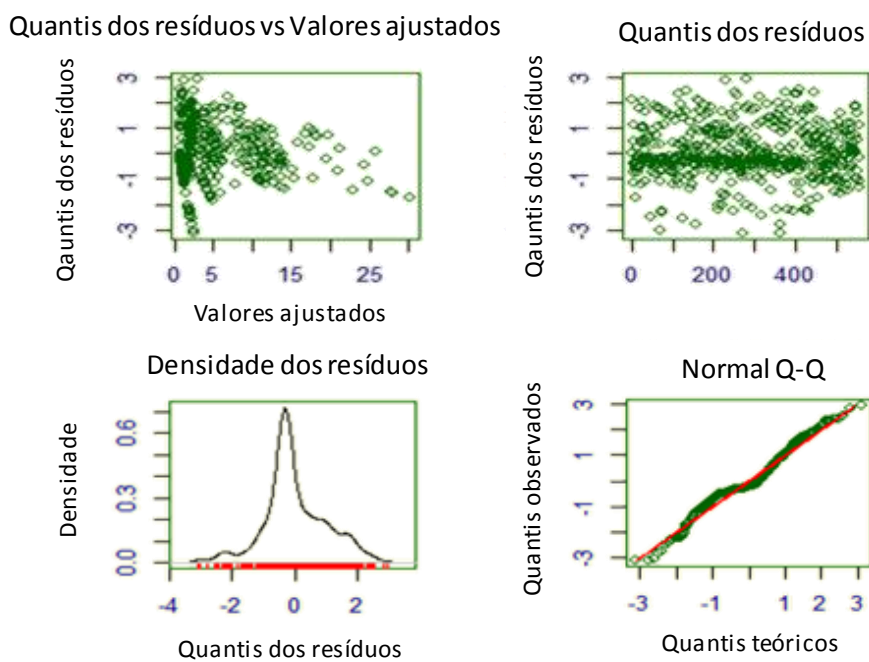 Quantis dos resíduos vs Valores ajustados
Qauntis dos resíduos
3
1
-1
-3
0 5 15 25
Valores ajustados
Quantis dos resíduos
Qauntis dos resíduos
3
1
-1
-3
0 200 400
Densidade dos resíduos
Densidade
0.6
0.3
0.0
-4 -2 0 2
Quantis dos resíduos
Normal Q-Q
Quantis observados
3
1
-1
-3
-3 -1 1 2 3
Quantis teóricos